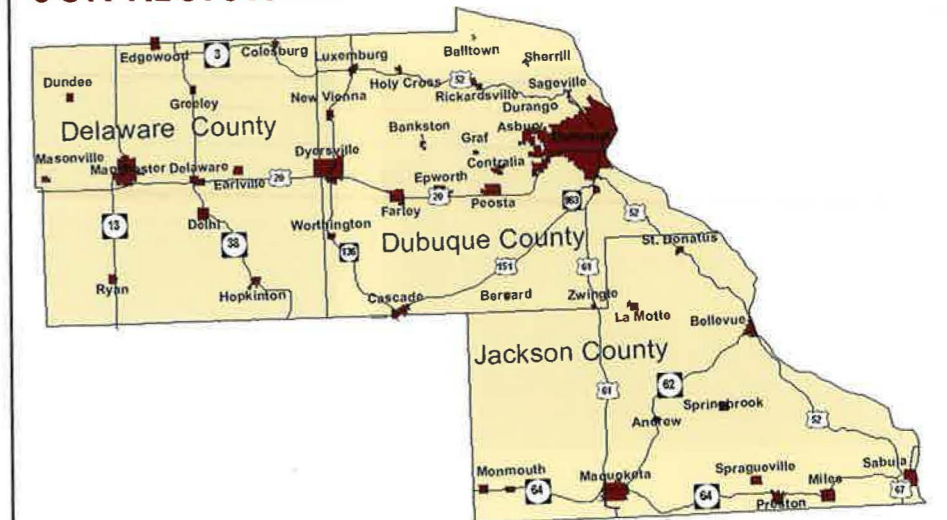 Balltown
Sherrill
Edgewood
3
Colesburg
Luxemburg
52
Holy Cross
Rickardsville
Sageville
Dundee
Greeley
New Vienna
Durango
Delaware County
Bankston
Graf
Asbury
Masonville
Manchester
Delaware
Earlville
20
Dyersville
Centralia
Epworth
20
Farley
Peosta
963
52
13
Delhi
38
Worthington
136
Dubuque County
St. Donatus
151
61
Ryan
Hopkinton
Cascade
Bernard
Zwingle
La Motte
Bellevue
Jackson County
61
62
Springbrook
Andrew
52
Monmouth
64
Maquoketa
64
Spragueville
Preston
Miles
Sabula
67